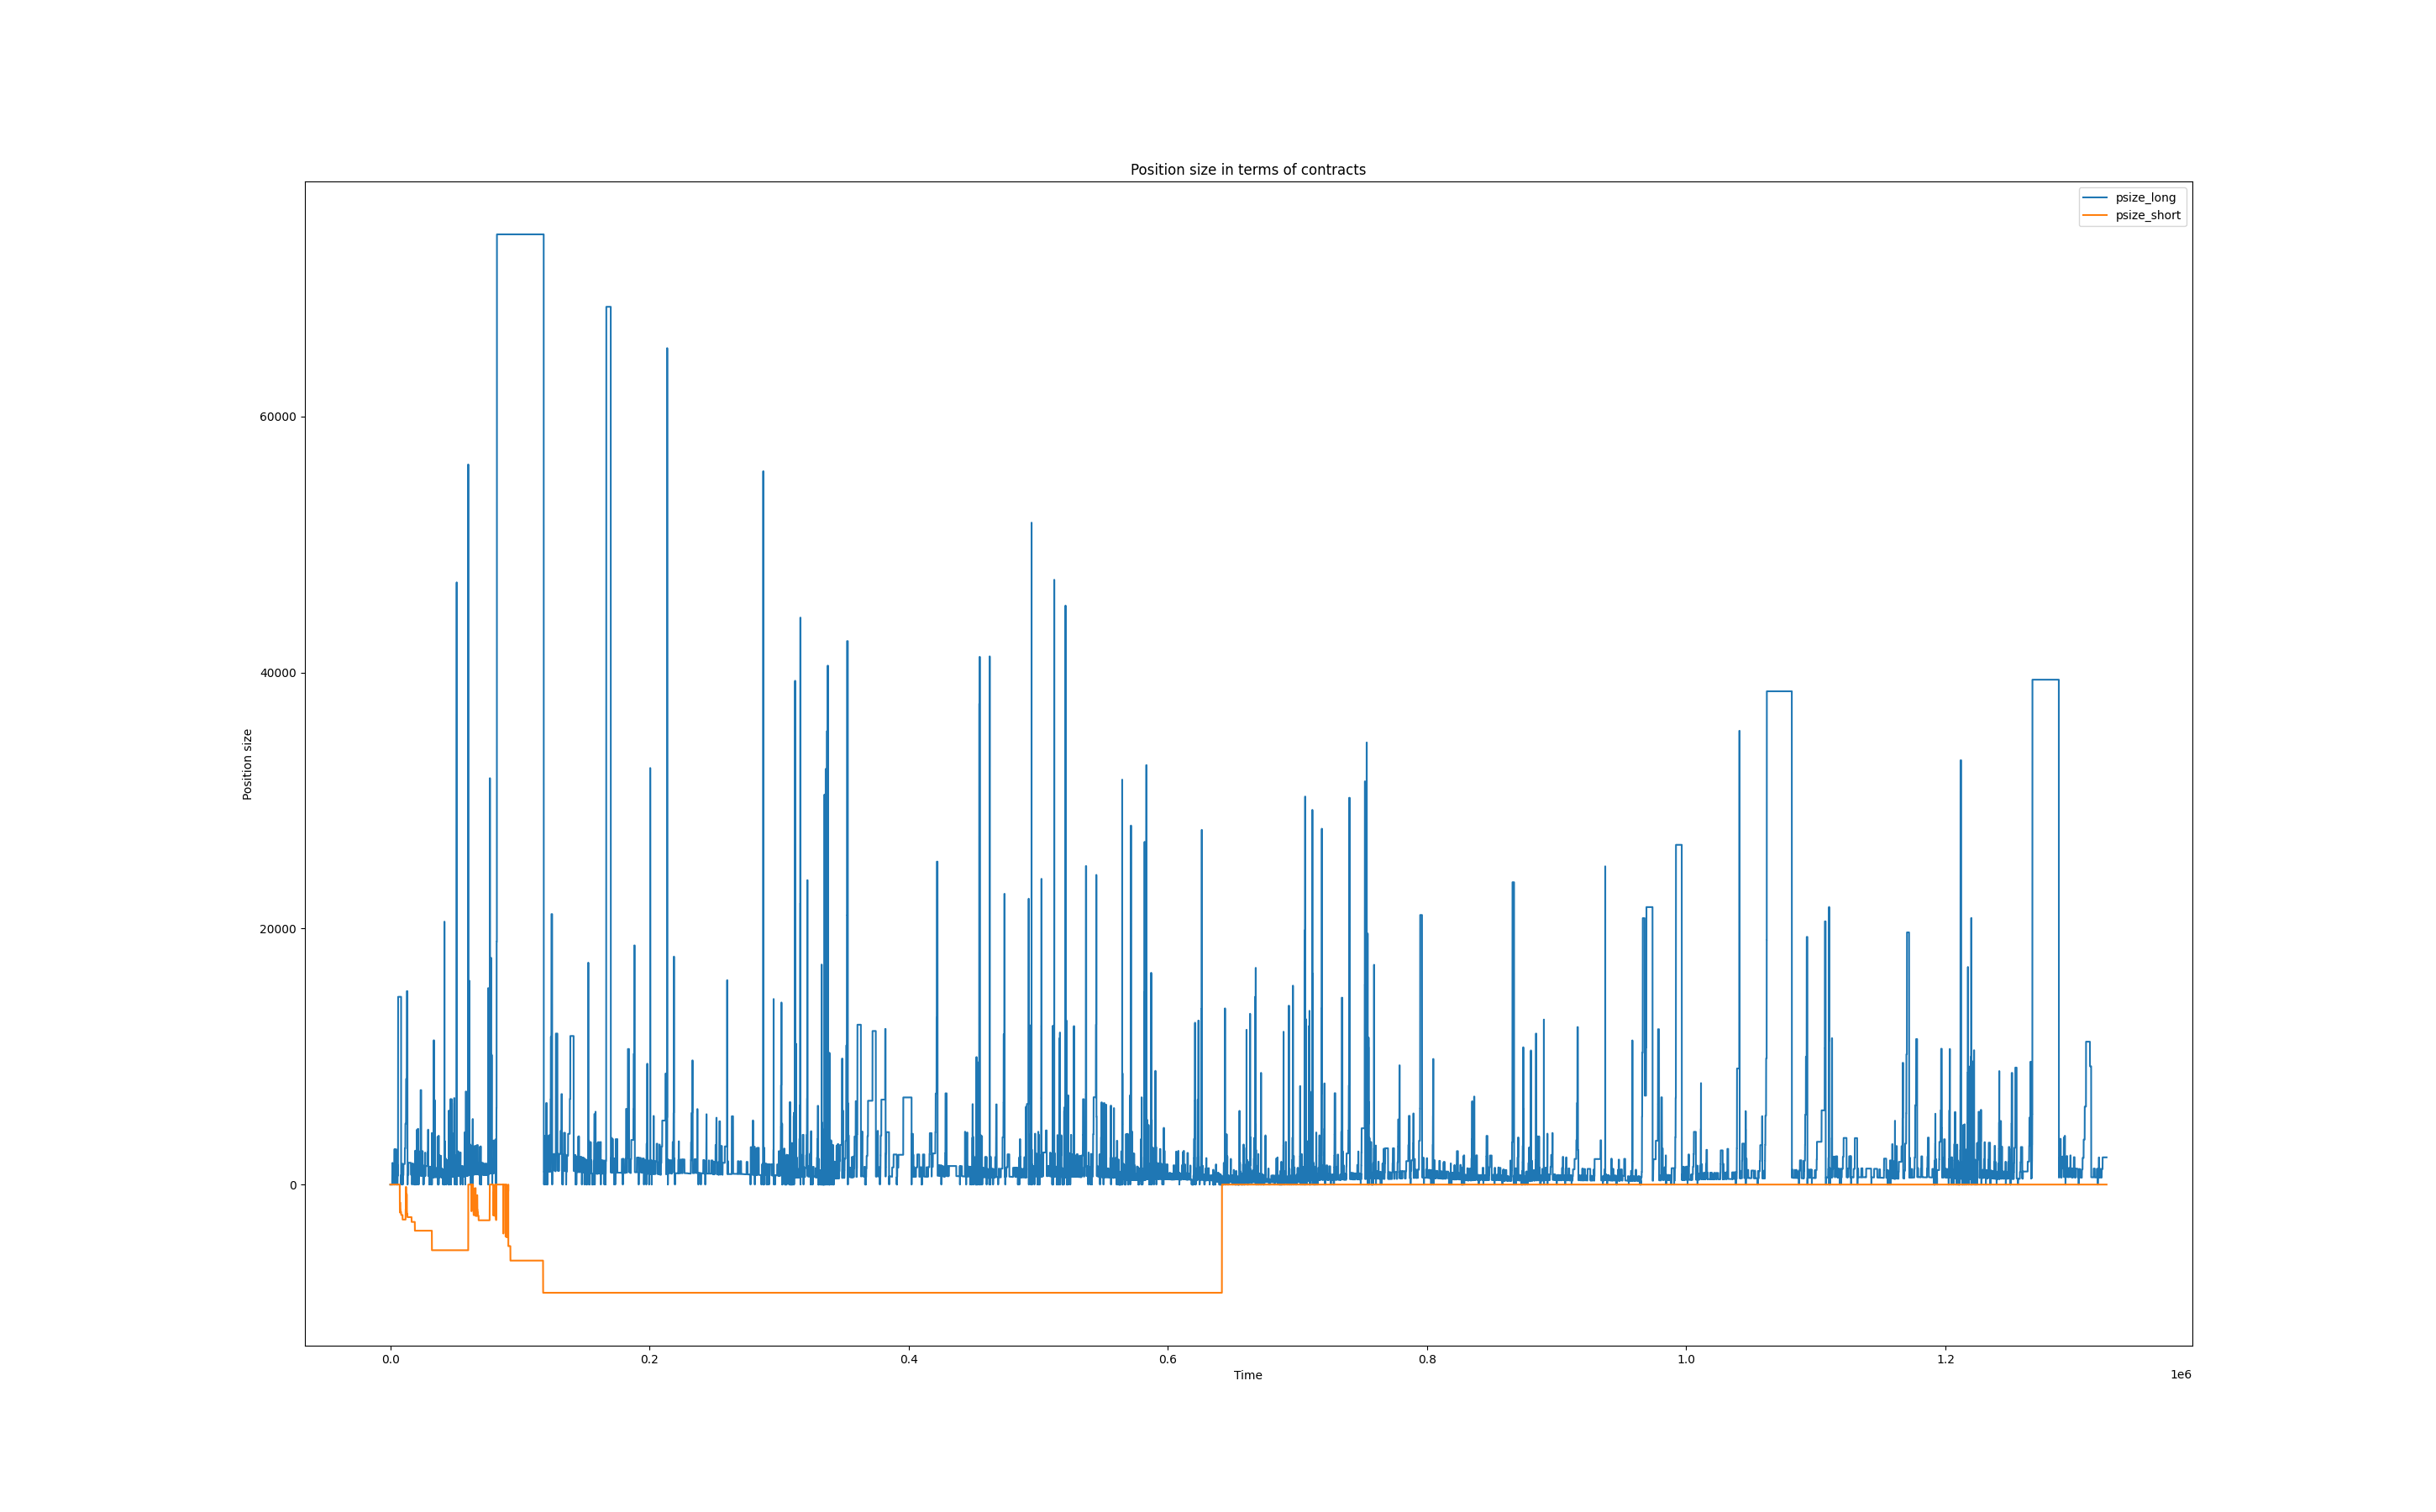 Position size in terms of contracts
psize_long
psize_short
Position size
60000
40000
20000
0
0.0 0.2 0.4 0.6 0.8 1.0 1.2
Time
1e6